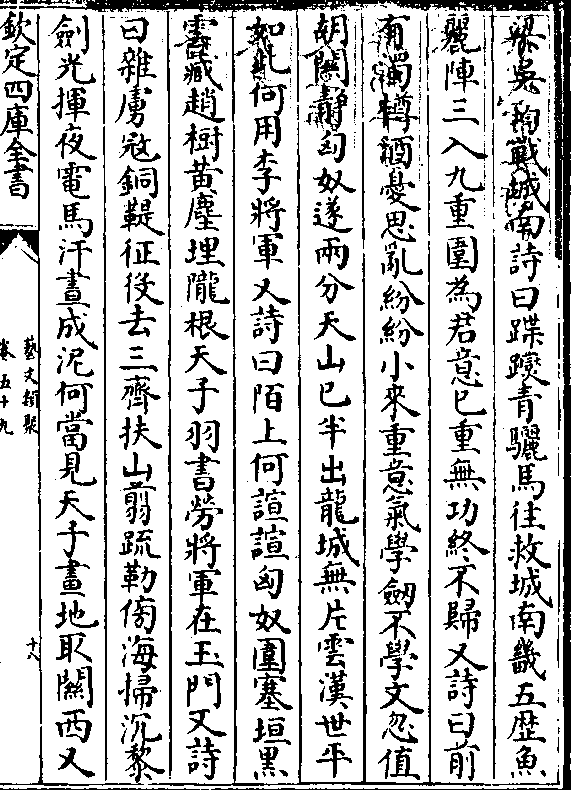 梁吴均戰城南詩曰蹀躞青驪馬往救城南畿五歴魚
麗陣三入九重圍為君意已重無功終不歸又詩曰前
有濁樽酒憂思亂紛紛小來重意氣學劒不學文忽值
胡關靜匈奴遂兩分天山已半出龍城無片雲漢世平
如此何用李將軍又詩曰陌上何諠諠匈奴圍塞垣黒
雲藏趙樹黄塵埋隴根天子羽書勞將軍在玉門又詩
曰雜虜冦銅鞮征役去三齊扶山翦疏勒傍海掃沉黎
劍光揮夜電馬汗晝成泥何當見天子畫地取關西又
欽定四庫全書
藝文類聚
卷五十九
十八